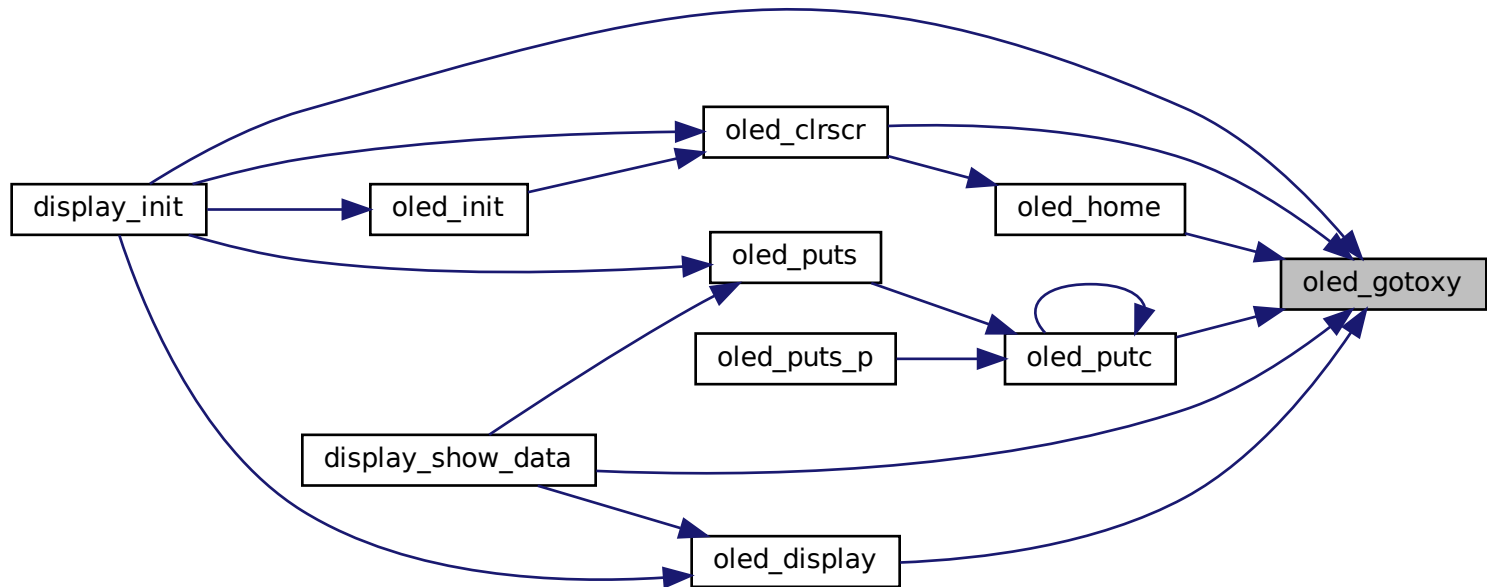 oled_clrscr
display_init
oled_init
oled_home
oled_puts
oled_gotoxy
oled_puts_p
oled_putc
display_show_data
oled_display